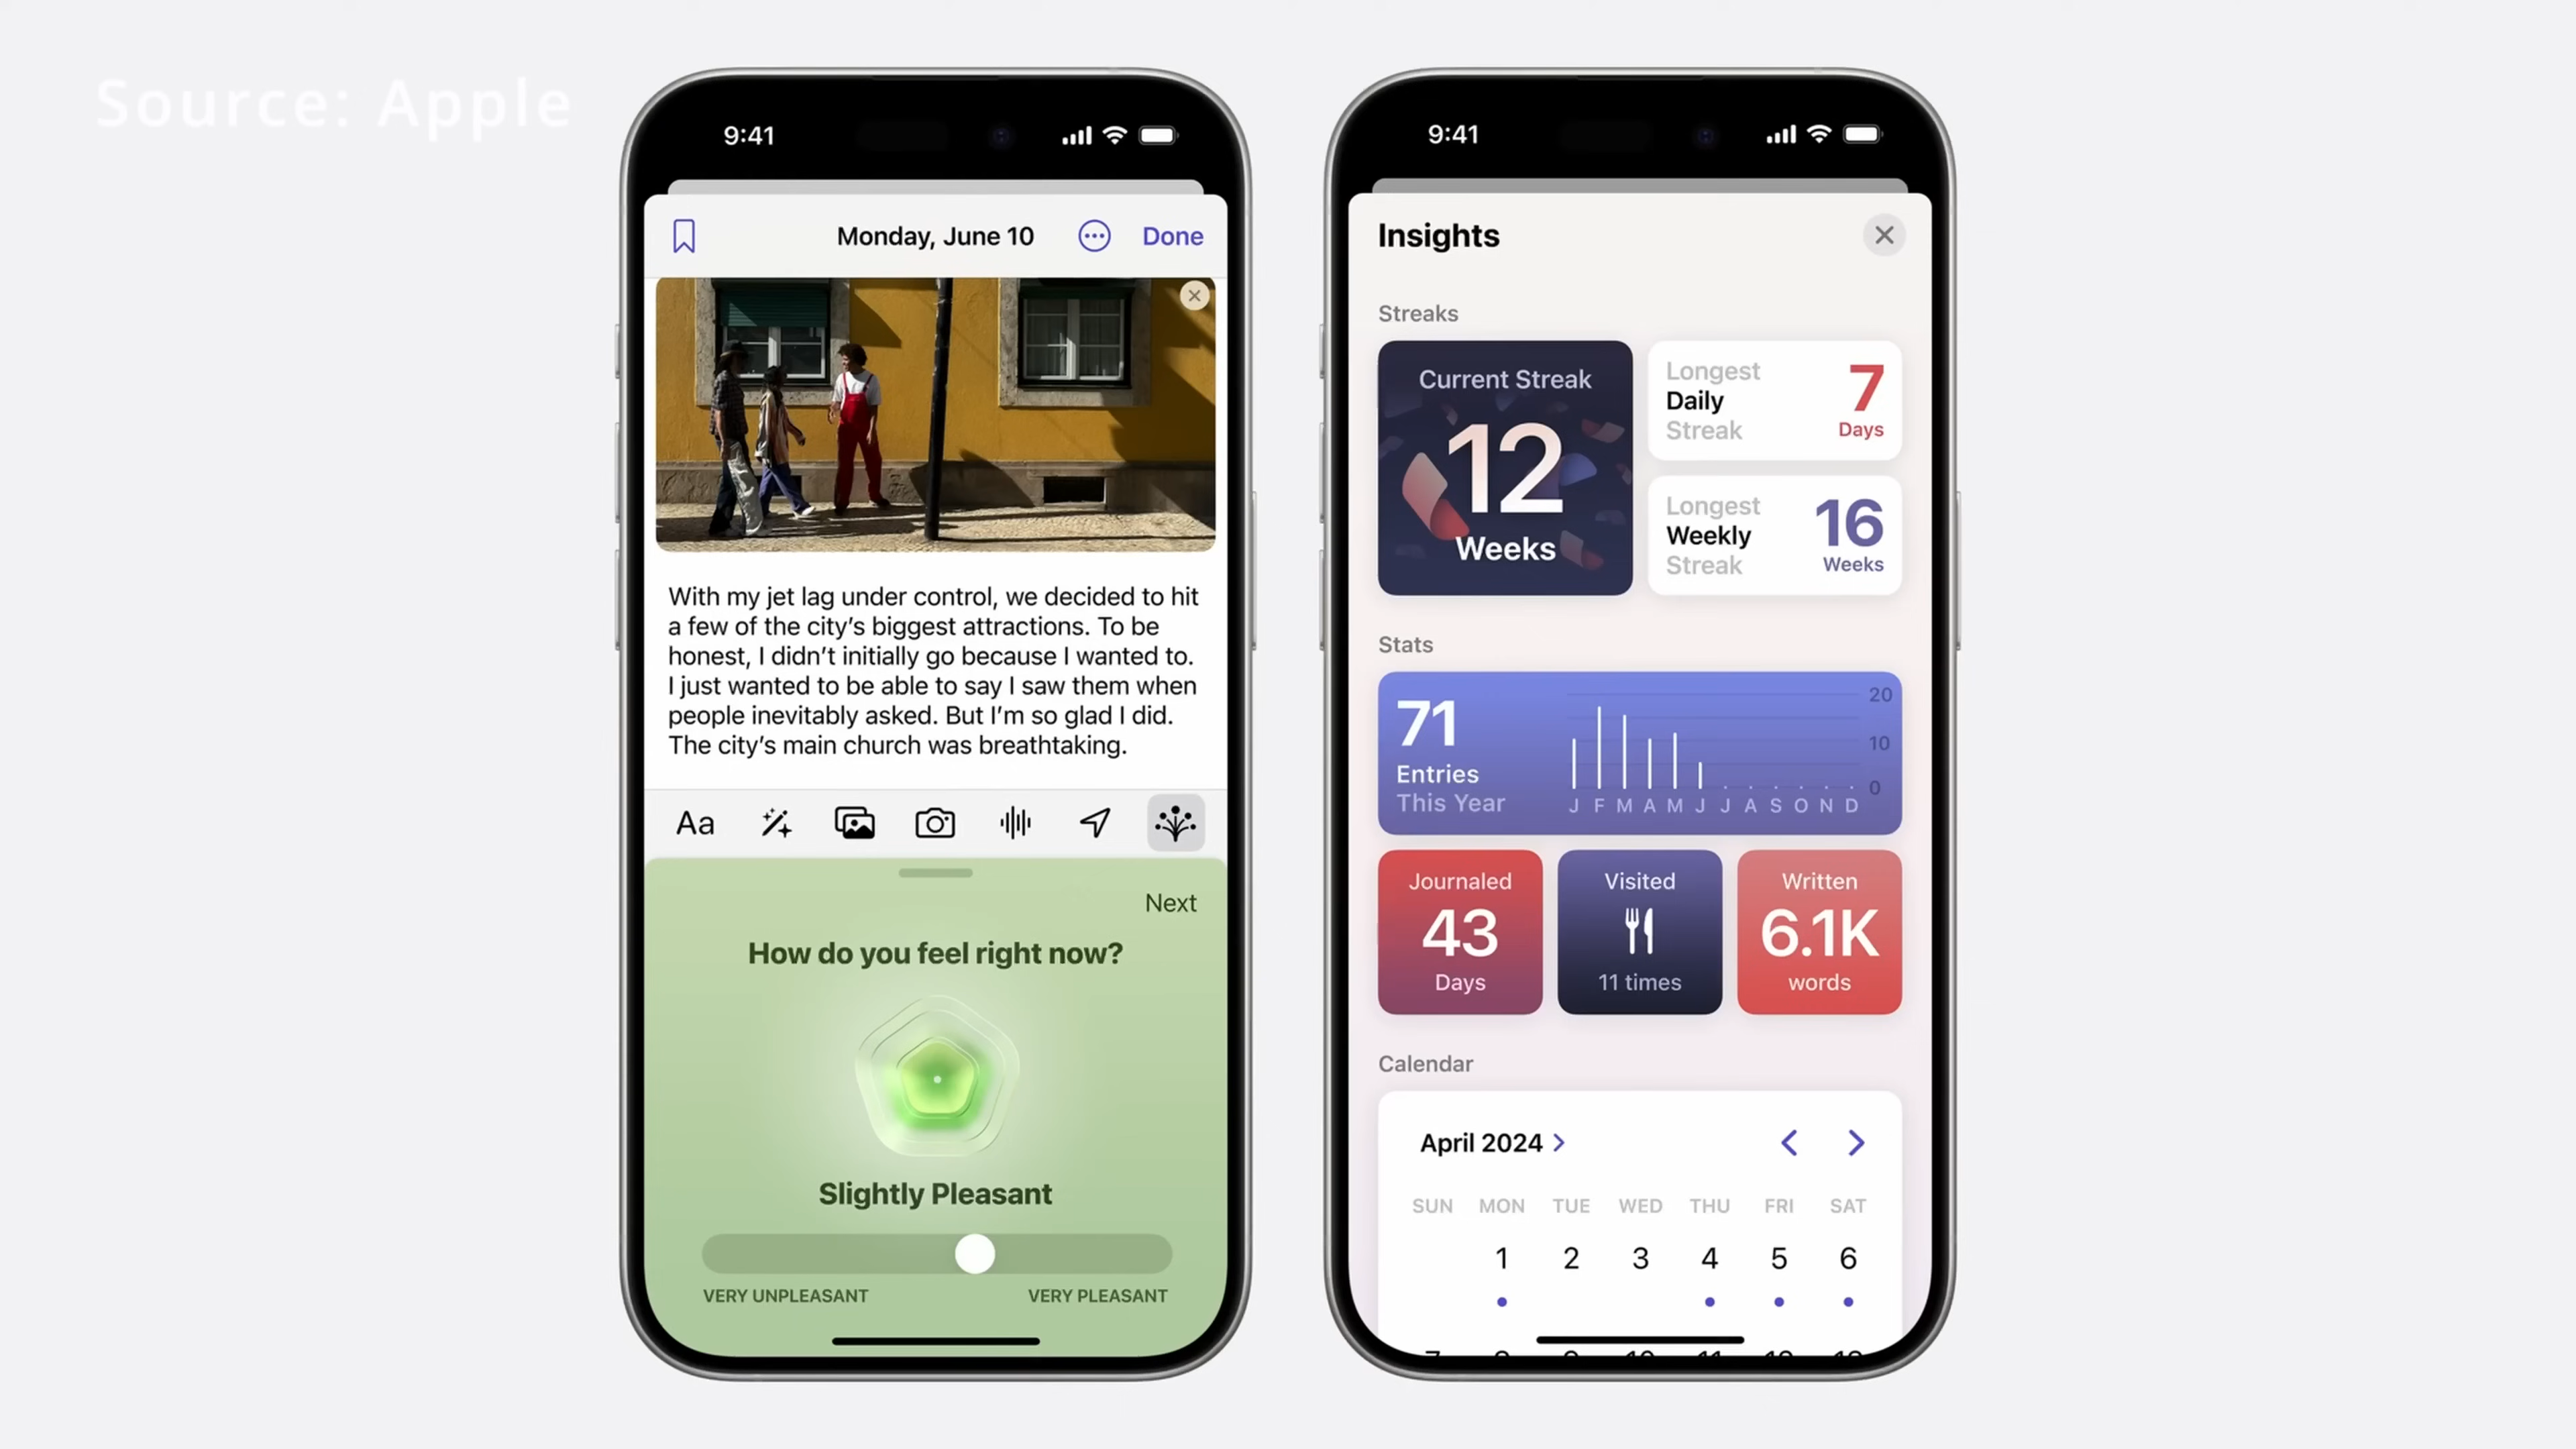 Source: Apple
9:41
Monday, June 10
Done
With my jet lag under control, we decided to hit
a few of the city’s biggest attractions. To be
honest, I didn’t initially go because I wanted to.
I just wanted to be able to say I saw them when
people inevitably asked. But I’m so glad I did.
The city’s main church was breathtaking.
Aa
Next
How do you feel right now?
Slightly Pleasant
VERY UNPLEASANT VERY PLEASANT
9:41
Insights
Streaks
Current Streak
12
Weeks
Longest
Daily
Streak
7
Days
Longest
Weekly
Streak
16
Weeks
Stats
71
Entries
This Year
20
10
0
J F M A M J J A S O N D
Journaled
43
Days
Visited
11 times
Written
6.1K
words
Calendar
April 2024
SUN MON TUE WED THU FRI SAT
1 2 3 4 5 6